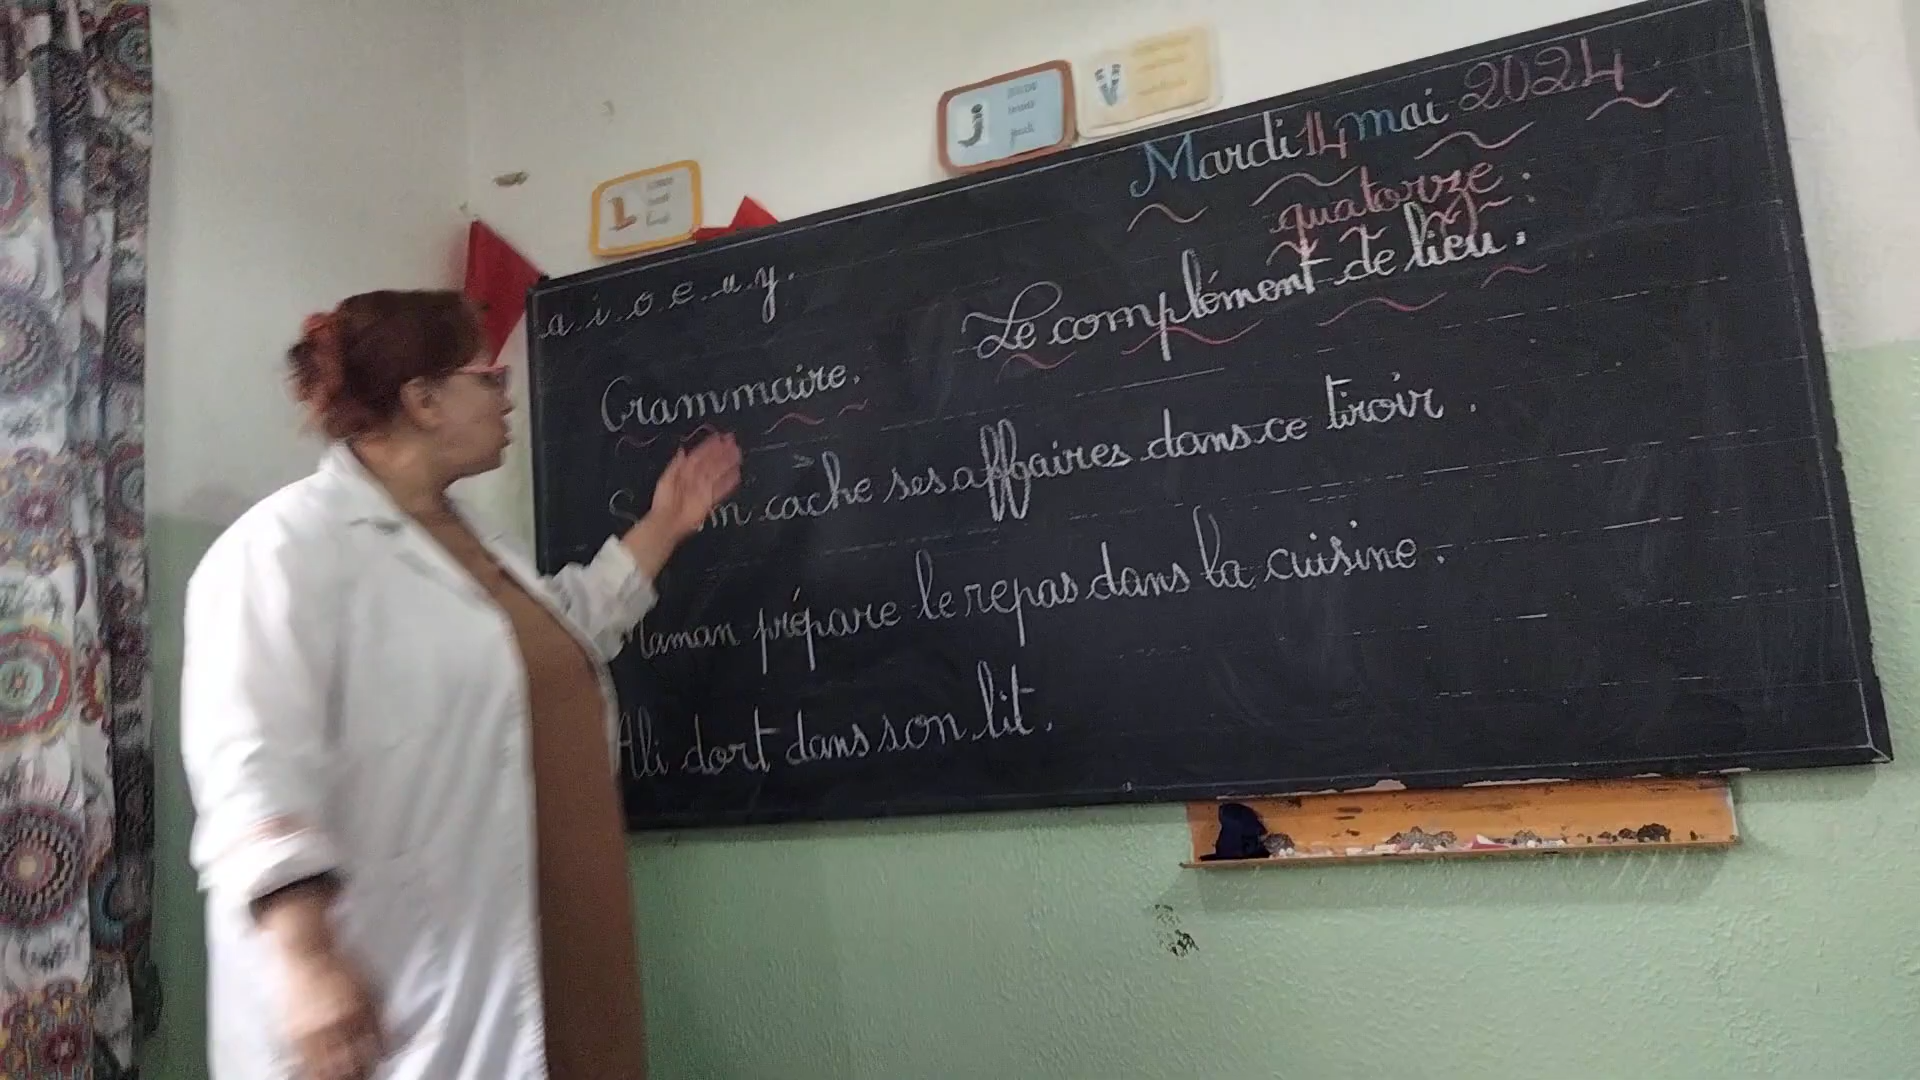 Mardi 14 mai 2024
quatorze.
a. i. o. e. u. y.
Le complément de lieu.
Grammaire.
cache ses affaires dans ce tiroir.
Maman prépare le repas dans la cuisine.
Ali dort dans son lit.
L
j